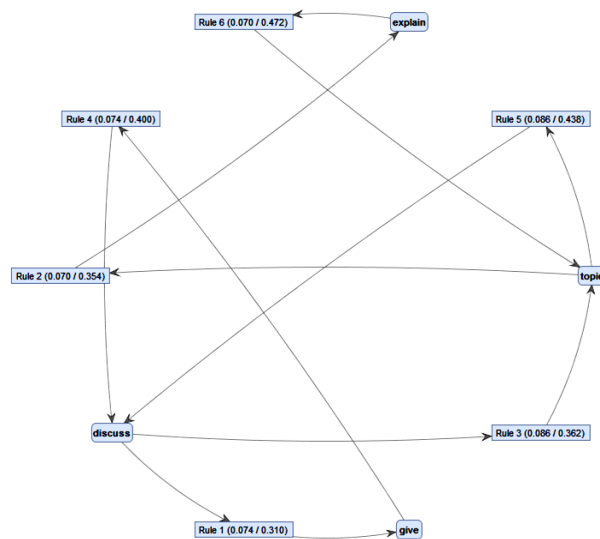 Rule 6 (0.070 / 0.472)
explain
Rule 4 (0.074 / 0.400)
Rule 5 (0.086 / 0.438)
Rule 2 (0.070 / 0.354)
topic
discuss
Rule 3 (0.086 / 0.362)
Rule 1 (0.074 / 0.310)
give